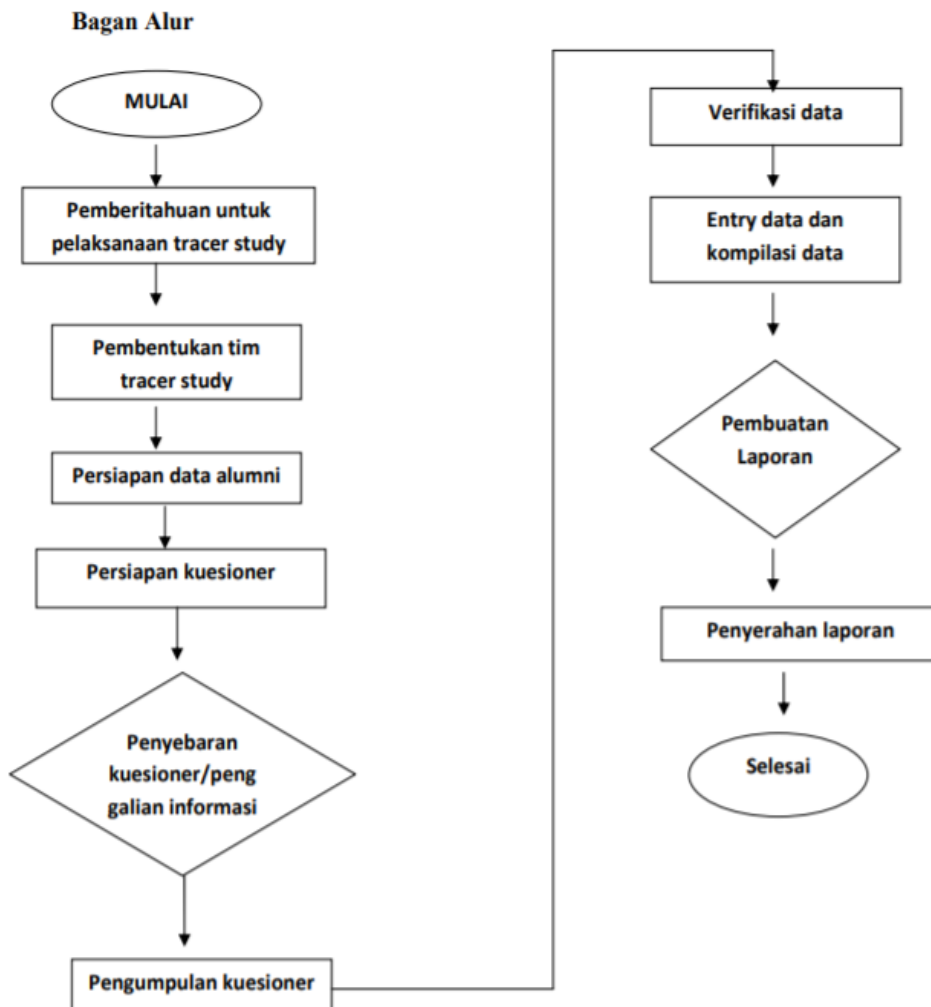 Bagan Alur
MULAI
Pemberitahuan untuk
pelaksanaan tracer study
Pembentukan tim
tracer study
Persiapan data alumni
Persiapan kuesioner
Penyebaran
kuesioner/peng
galian informasi
Pengumpulan kuesioner
Verifikasi data
Entry data dan
kompilasi data
Pembuatan
Laporan
Penyerahan laporan
Selesai